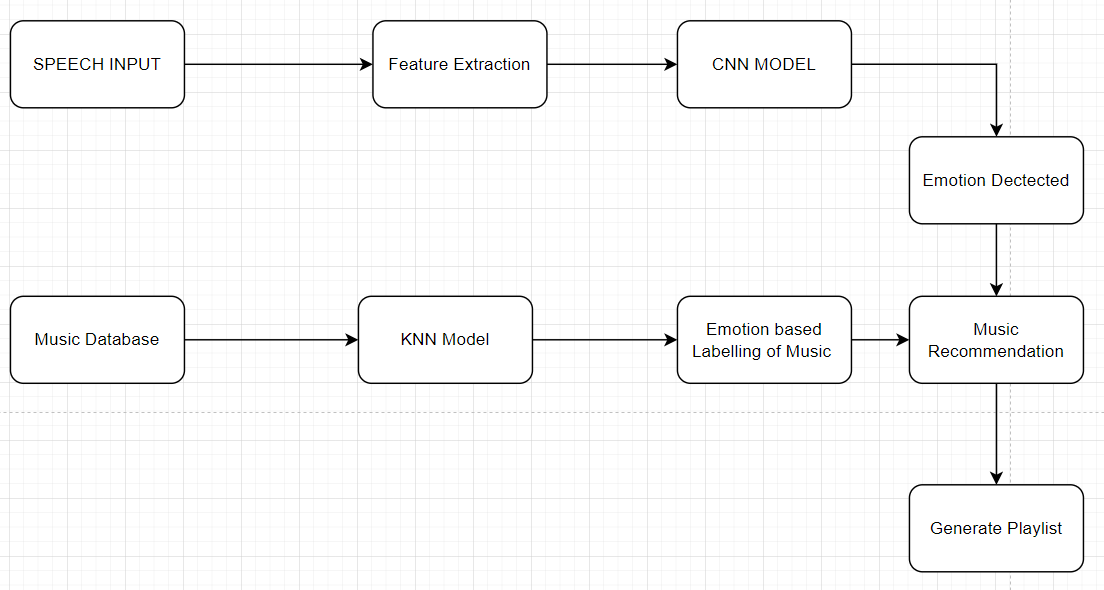 SPEECH INPUT
Feature Extraction
CNN MODEL
Emotion Dectected
Music Database
KNN Model
Emotion based
Labelling of Music
Music
Recommendation
Generate Playlist